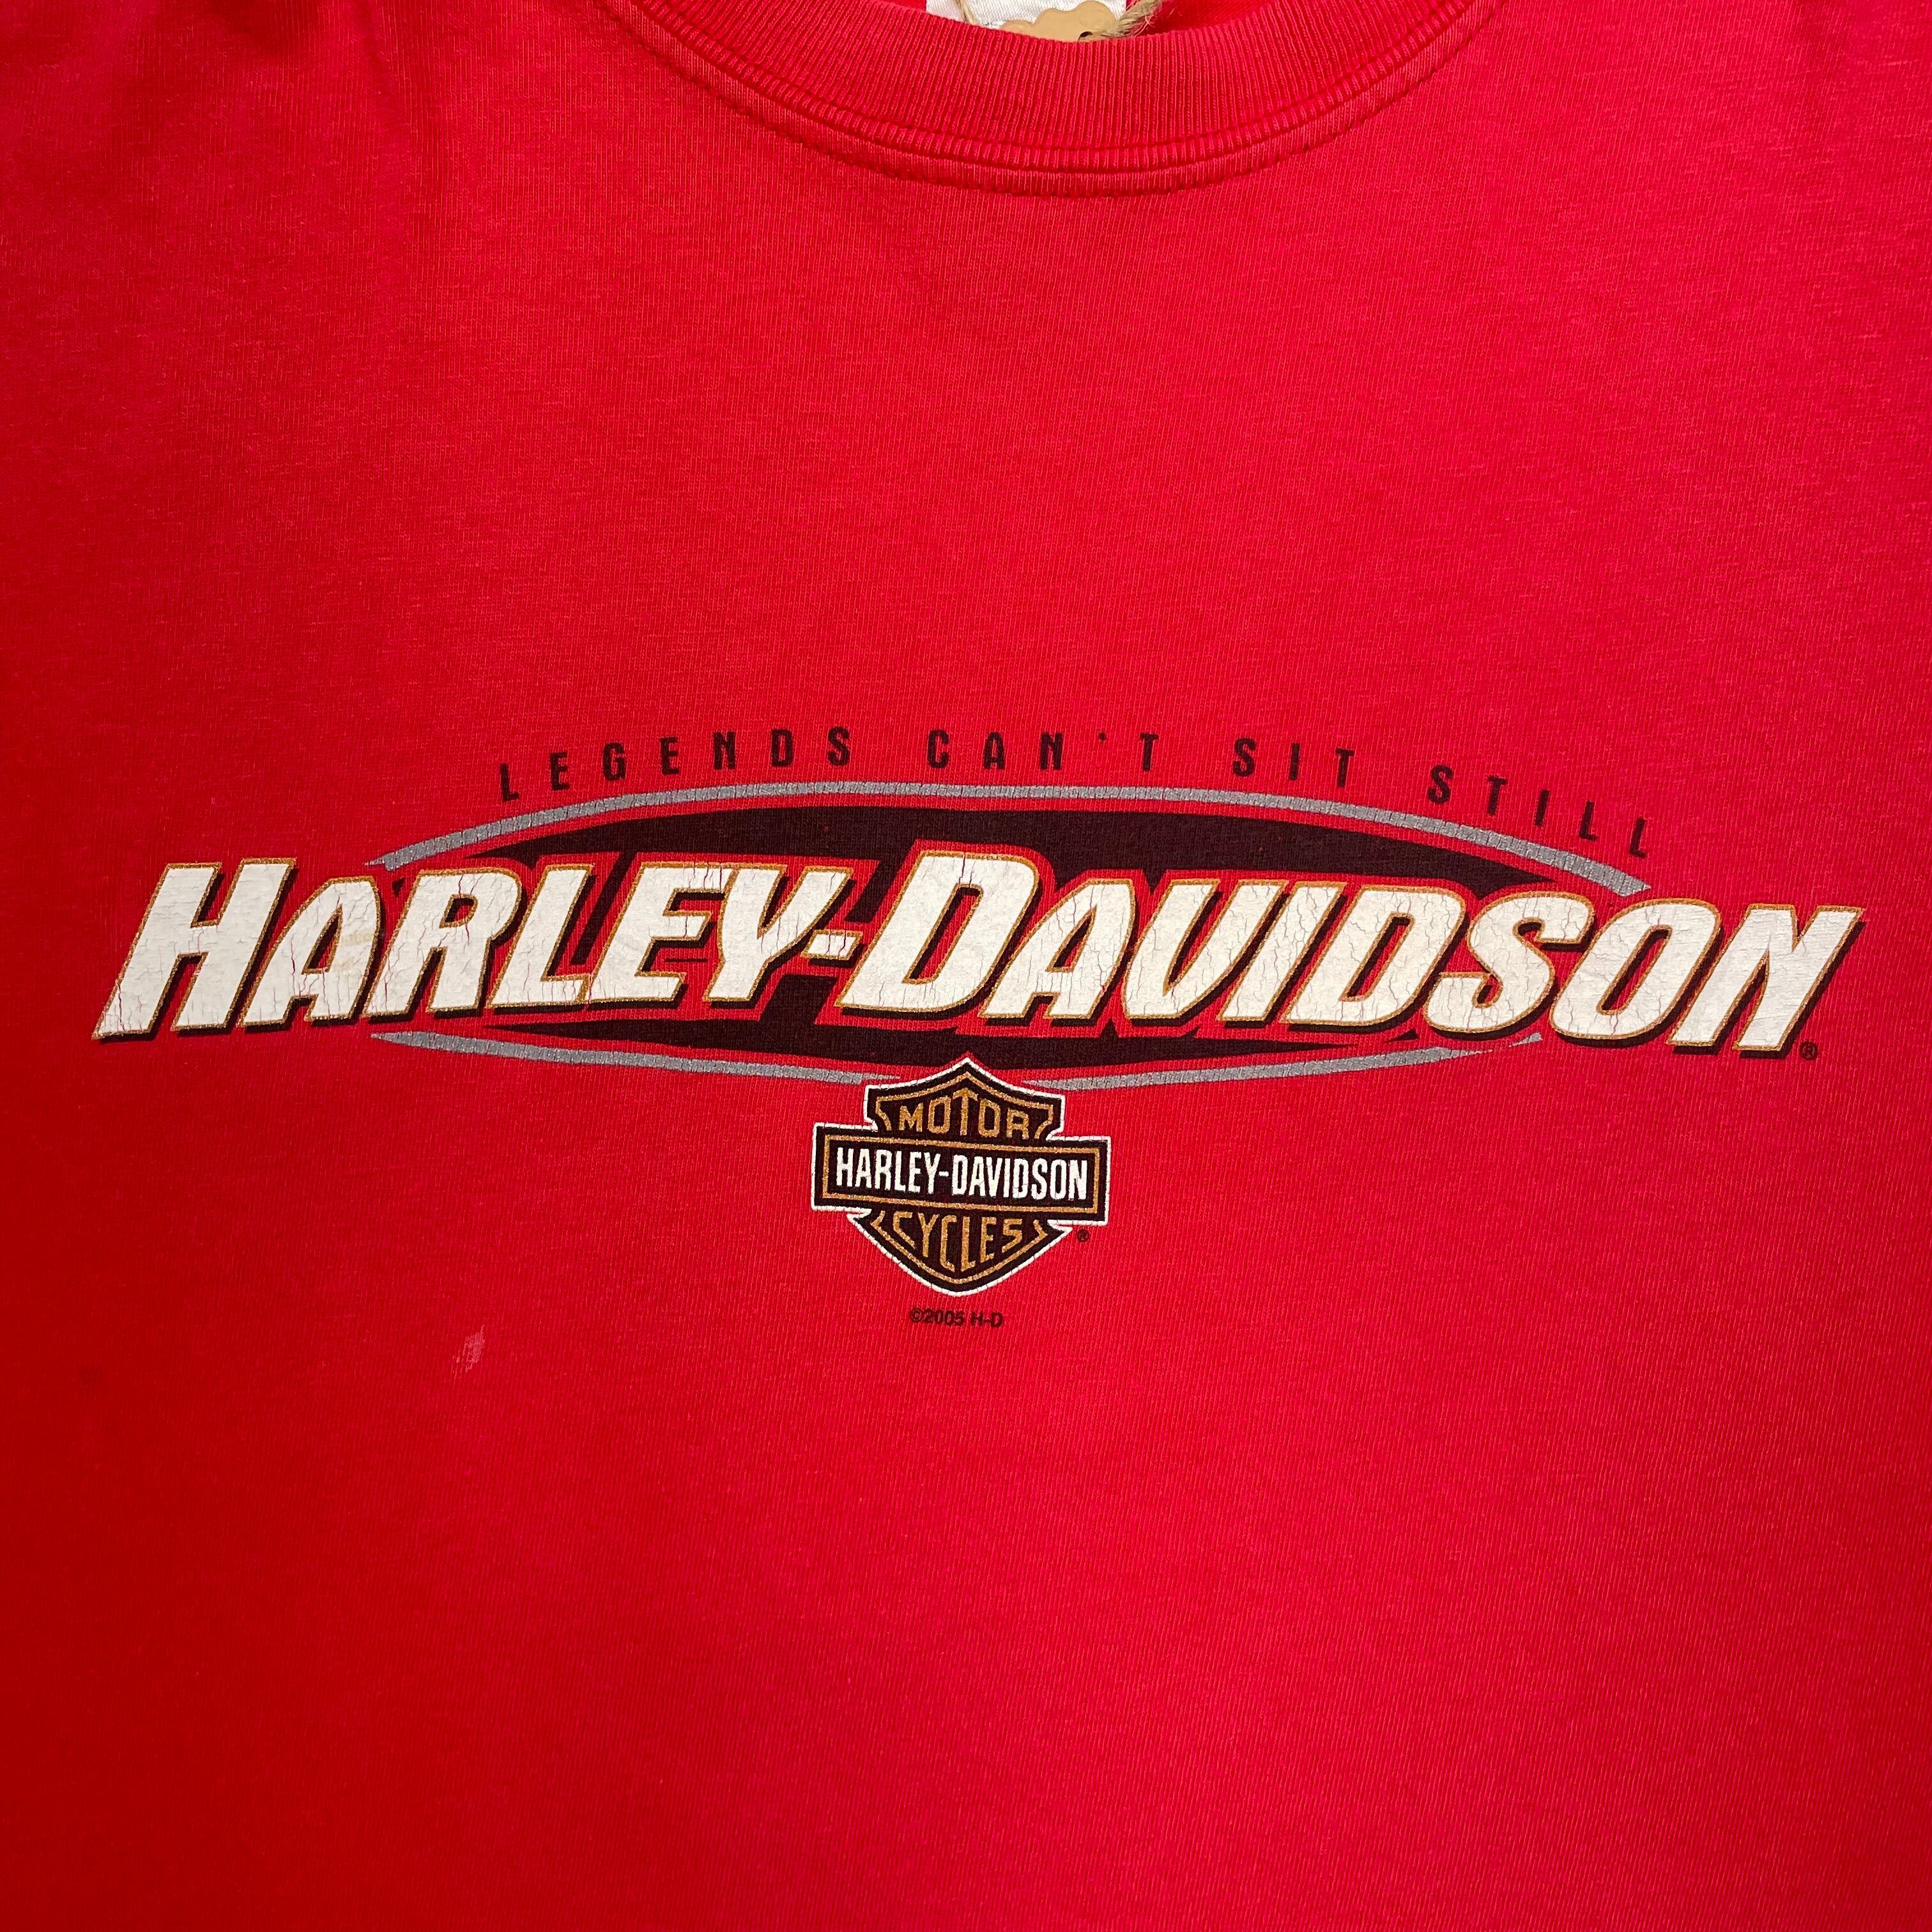 LEGENDS CAN'T SIT STILL
HARLEY-DAVIDSON®
MOTOR
HARLEY-DAVIDSON
CYCLES®
©2005 H-D